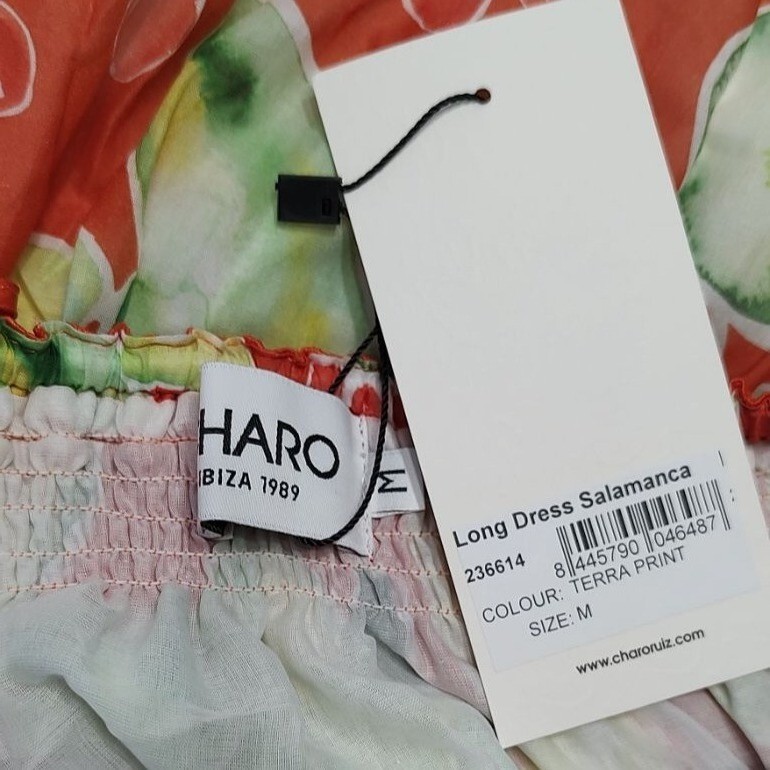 HARO
IBIZA 1989
M
Long Dress Salamanca
236614
8 445790 046487
COLOUR: TERRA PRINT
SIZE: M
www.charoruiz.com